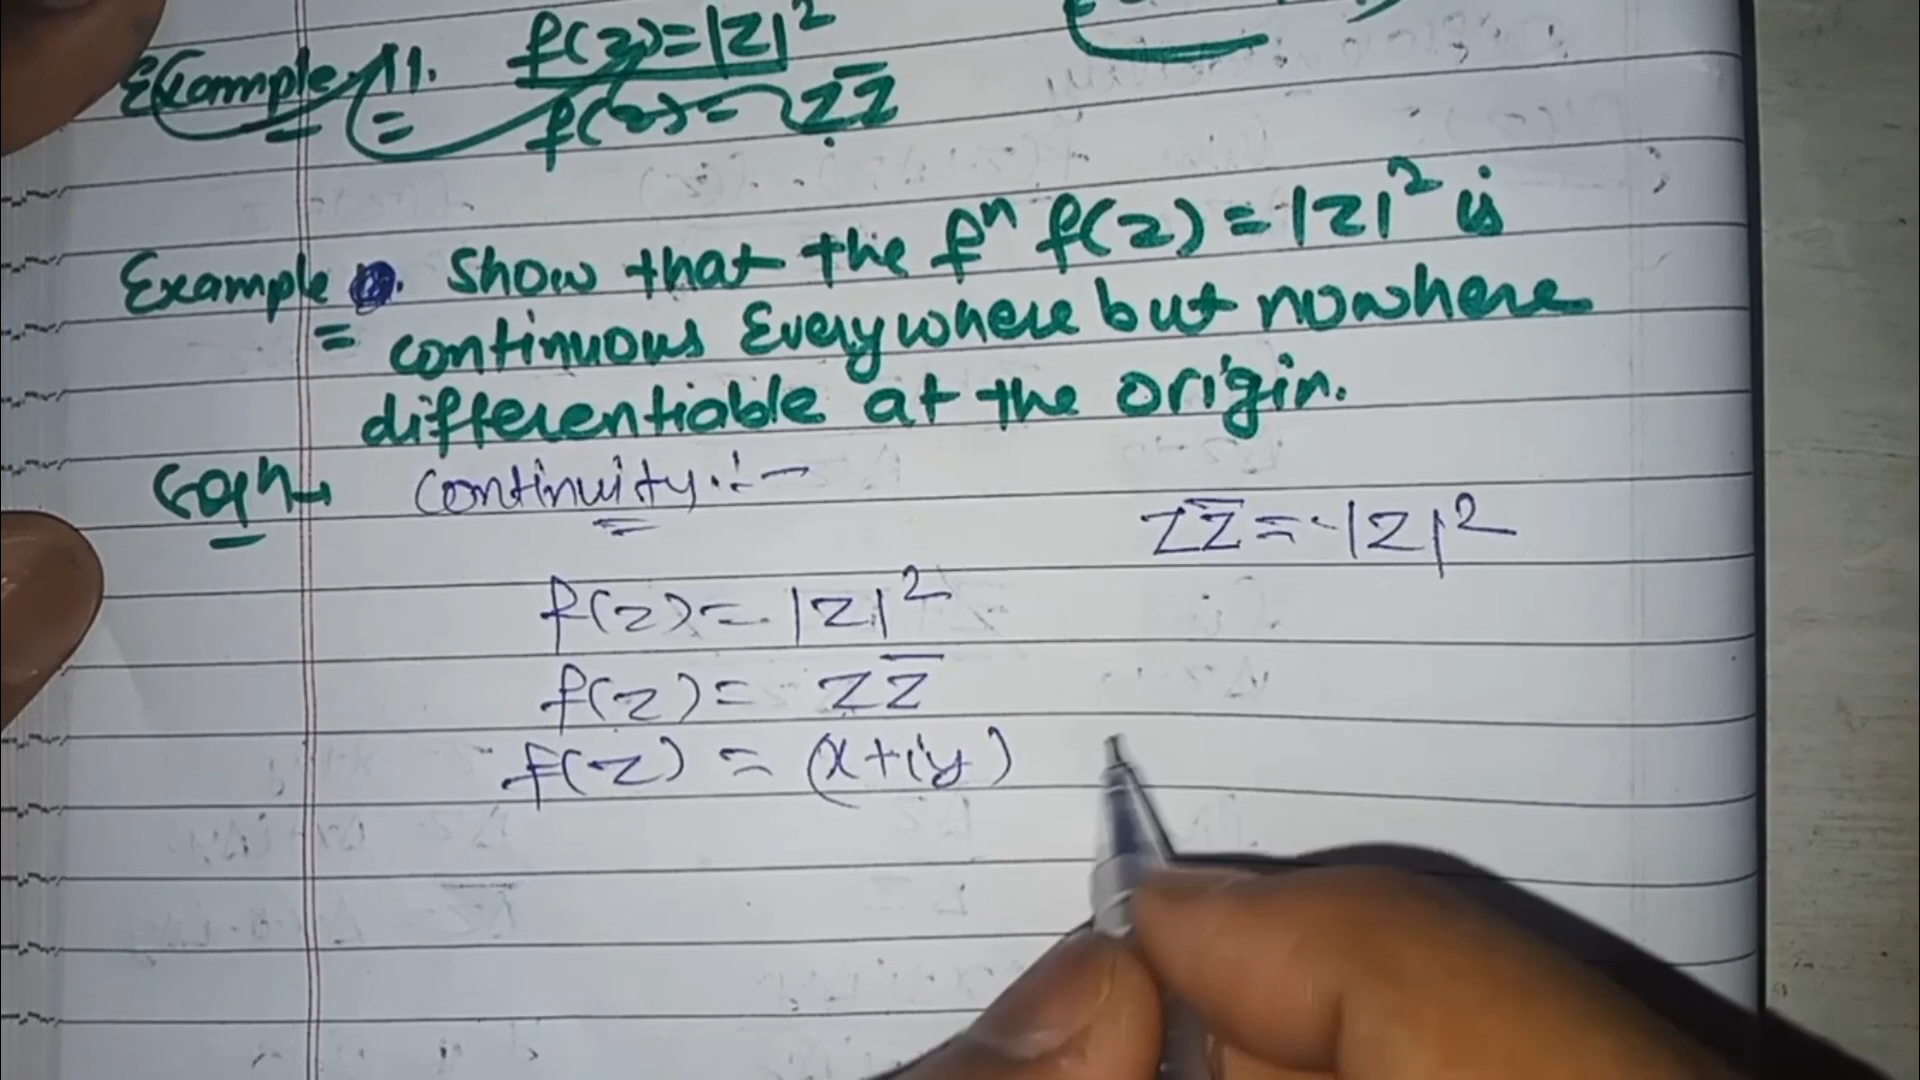 Example 11. f(z)=|z|²
f(z)= zz̅
Example . Show that the fⁿ f(z)=|z|² is
= continuous Everywhere but nowhere
differentiable at the origin.
Solⁿ→ Continuity:-
zz̅ = |z|²
f(z)= |z|²
f(z)= zz̅
f(z) = (x+iy)